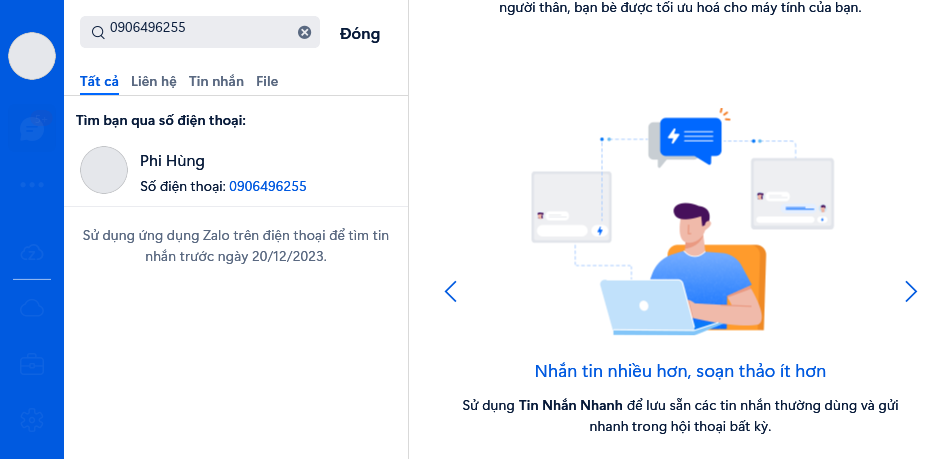 0906496255
Đóng
Tất cả Liên hệ Tin nhắn File
Tìm bạn qua số điện thoại:
Phi Hùng
Số điện thoại: 0906496255
Sử dụng ứng dụng Zalo trên điện thoại để tìm tin
nhắn trước ngày 20/12/2023.
người thân, bạn bè được tối ưu hoá cho máy tính của bạn.
Nhắn tin nhiều hơn, soạn thảo ít hơn
Sử dụng Tin Nhắn Nhanh để lưu sẵn các tin nhắn thường dùng và gửi
nhanh trong hội thoại bất kỳ.